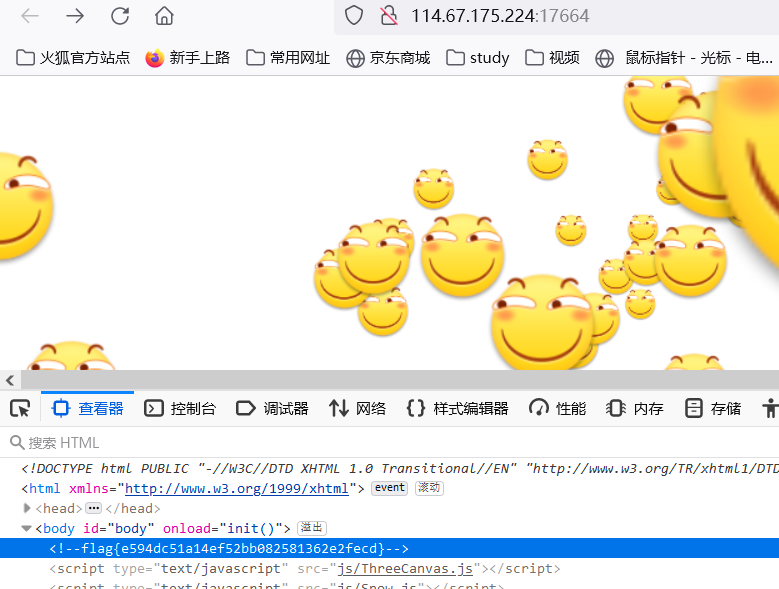 114.67.175.224:17664
火狐官方站点 新手上路 常用网址 京东商城 study 视频 鼠标指针 - 光标 - 电...
查看器 控制台 调试器 网络 样式编辑器 性能 内存 存储
搜索 HTML
<!DOCTYPE html PUBLIC "-//W3C//DTD XHTML 1.0 Transitional//EN" "http://www.w3.org/TR/xhtml1/DTD
<html xmlns="http://www.w3.org/1999/xhtml"> event 滚动
<head>...</head>
<body id="body" onload="init()"> 溢出
<!--flag{e594dc51a14ef52bb082581362e2fecd}-->
<script type="text/javascript" src="js/ThreeCanvas.js"></script>
<script type="text/javascript" src="js/Snow.js"></script>